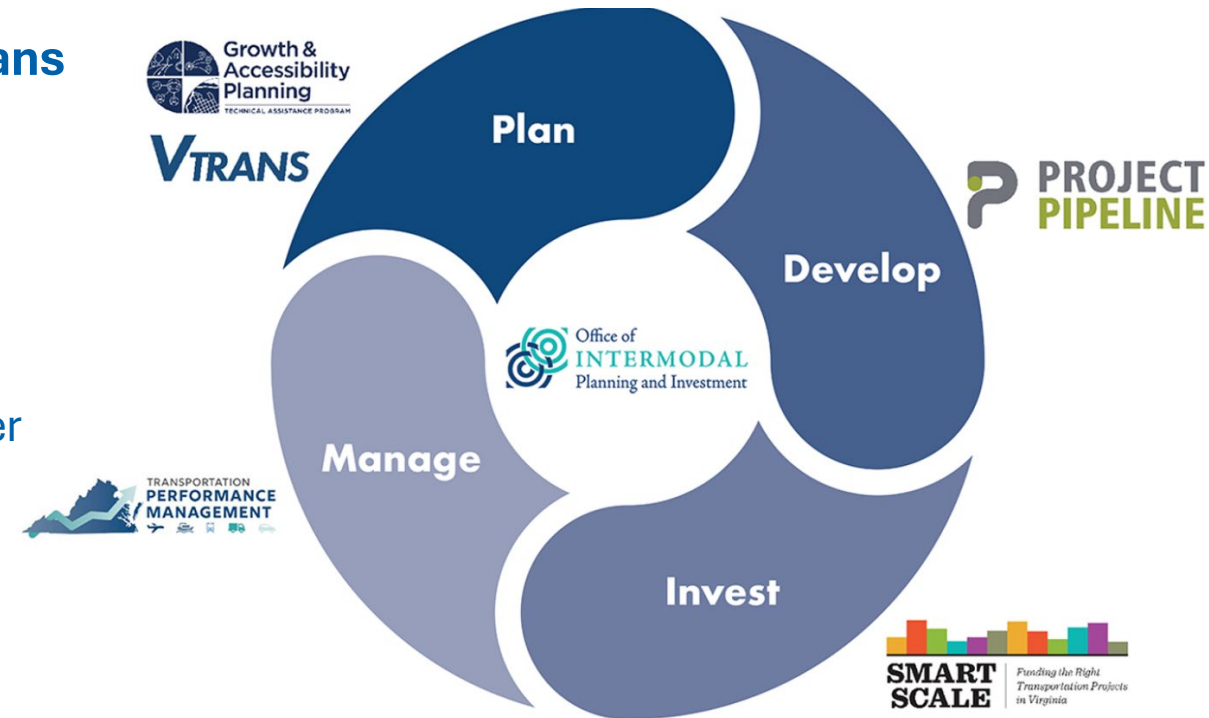 ans
Growth &
Accessibility
Planning
TECHNICAL ASSISTANCE PROGRAM
VTRANS
Plan
PROJECT
PIPELINE
Develop
Office of
INTERMODAL
Planning and Investment
er
Manage
TRANSPORTATION
PERFORMANCE
MANAGEMENT
Invest
SMART
SCALE
Funding the Right
Transportation Projects
in Virginia